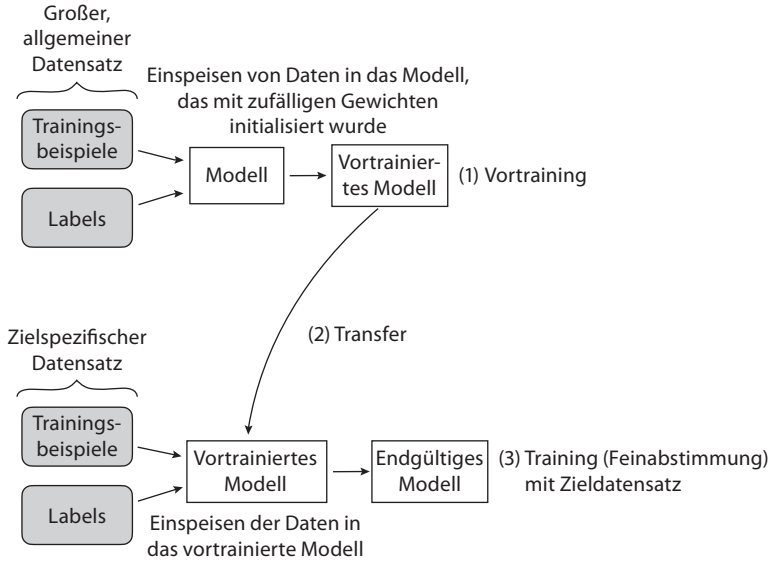 Großer,
allgemeiner
Datensatz
Einspeisen von Daten in das Modell,
das mit zufälligen Gewichten
initialisiert wurde
Trainings-
beispiele
Labels
Modell
Vortrainier-
tes Modell
(1) Vortraining
(2) Transfer
Zielspezifischer
Datensatz
Trainings-
beispiele
Labels
Vortrainiertes
Modell
Endgültiges
Modell
(3) Training (Feinabstimmung)
mit Zieldatensatz
Einspeisen der Daten in
das vortrainierte Modell